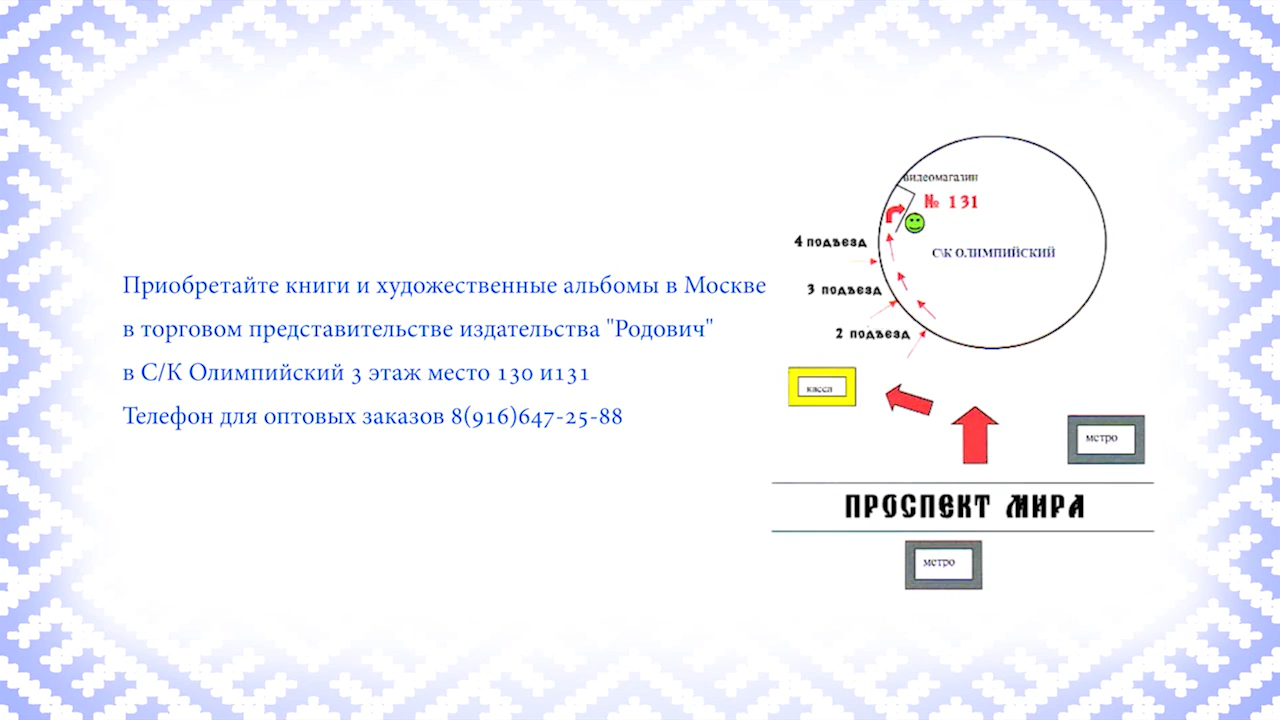 Приобретайте книги и художественные альбомы в Москве
в торговом представительстве издательства "Родович"
в С/К Олимпийский 3 этаж место 130 и131
Телефон для оптовых заказов 8(916)647-25-88
видеомагазин
№ 131
4 подъезд
С\К ОЛИМПИЙСКИЙ
3 подъезд
2 подъезд
касса
метро
ПРОСПЕКТ МИРА
метро